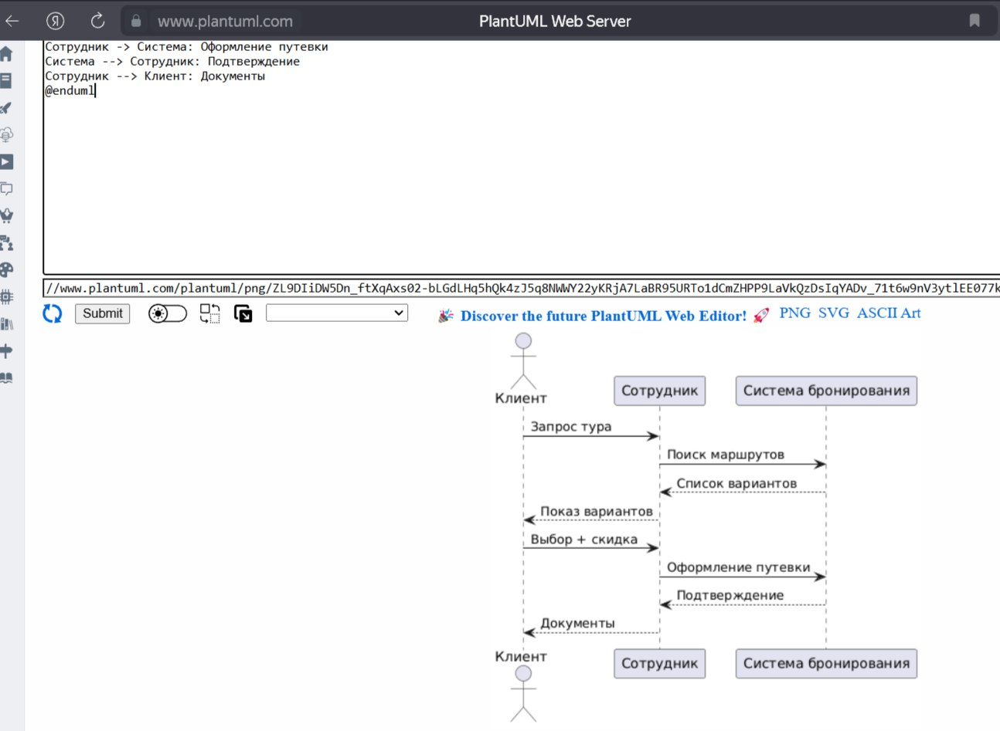 Я
www.plantuml.com
PlantUML Web Server
Сотрудник -> Система: Оформление путевки
Система --> Сотрудник: Подтверждение
Сотрудник --> Клиент: Документы
@enduml
//www.plantuml.com/plantuml/png/ZL9DIiDW5Dn_ftXqAxs02-bLGdLHq5hQk4zJ5q8NWWY22yKRjA7LaBR95URTo1dCmZHPP9LaVkQzDsIqYADv_71t6w9nV3ytlEE077k
Submit
Discover the future PlantUML Web Editor!
PNG SVG ASCII Art
Клиент
Сотрудник
Система бронирования
Запрос тура
Поиск маршрутов
Список вариантов
Показ вариантов
Выбор + скидка
Оформление путевки
Подтверждение
Документы
Клиент
Сотрудник
Система бронирования